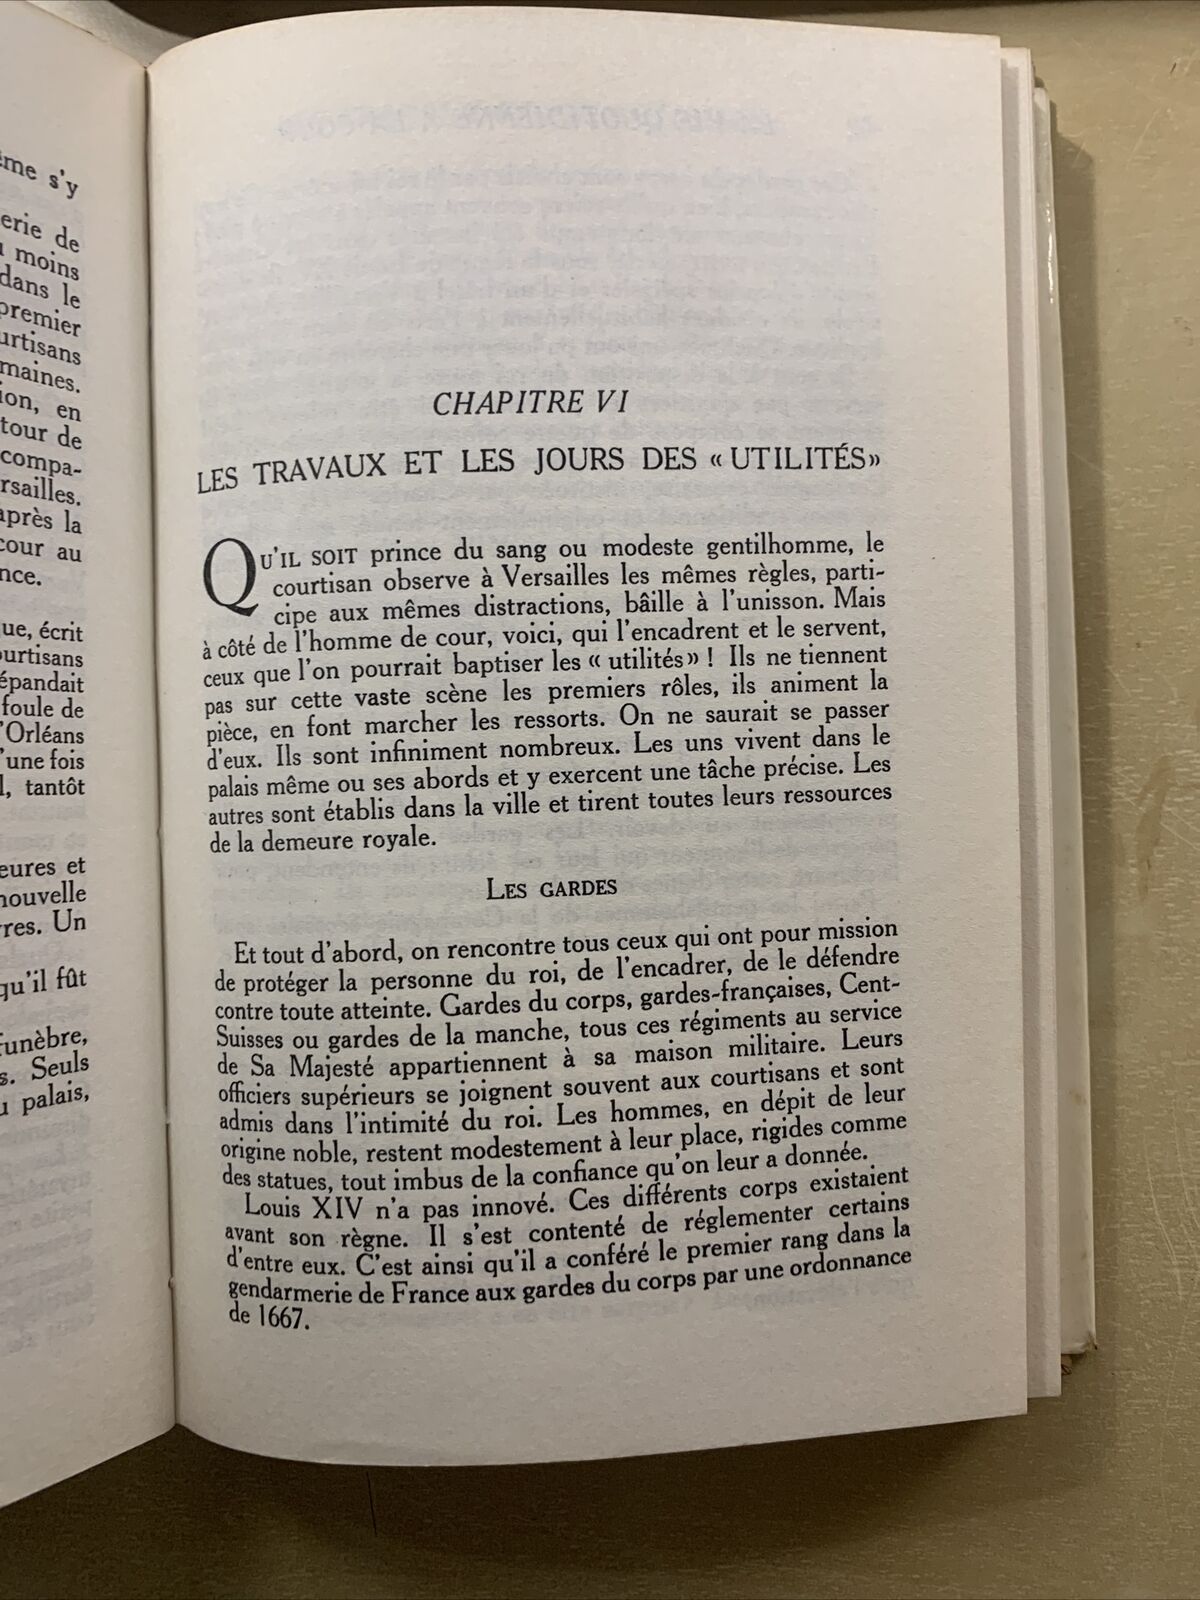 ême s'y
erie de
moins
dans le
premier
urtisans
maines.
ion, en
tour de
compa-
rsailles.
après la
cour au
nce.
ue, écrit
ourtisans
épandait
foule de
'Orléans
'une fois
l, tantôt
eures et
nouvelle
res. Un
qu'il fût
funèbre,
s. Seuls
u palais,
CHAPITRE VI
LES TRAVAUX ET LES JOURS DES « UTILITÉS»
QU'IL SOIT prince du sang ou modeste gentilhomme, le
courtisan observe à Versailles les mêmes règles, parti-
cipe aux mêmes distractions, bâille à l'unisson. Mais
à côté de l'homme de cour, voici, qui l'encadrent et le servent,
ceux que l'on pourrait baptiser les « utilités» ! Ils ne tiennent
pas sur cette vaste scène les premiers rôles, ils animent la
pièce, en font marcher les ressorts. On ne saurait se passer
d'eux. Ils sont infiniment nombreux. Les uns vivent dans le
palais même ou ses abords et y exercent une tâche précise. Les
autres sont établis dans la ville et tirent toutes leurs ressources
de la demeure royale.
LES GARDES
Et tout d'abord, on rencontre tous ceux qui ont pour mission
de protéger la personne du roi, de l'encadrer, de le défendre
contre toute atteinte. Gardes du corps, gardes-françaises, Cent-
Suisses ou gardes de la manche, tous ces régiments au service
de Sa Majesté appartiennent à sa maison militaire. Leurs
officiers supérieurs se joignent souvent aux courtisans et sont
admis dans l'intimité du roi. Les hommes, en dépit de leur
origine noble, restent modestement à leur place, rigides comme
des statues, tout imbus de la confiance qu'on leur a donnée.
Louis XIV n'a pas innové. Ces différents corps existaient
avant son règne. Il s'est contenté de réglementer certains
d'entre eux. C'est ainsi qu'il a conféré le premier rang dans la
gendarmerie de France aux gardes du corps par une ordonnance
de 1667.